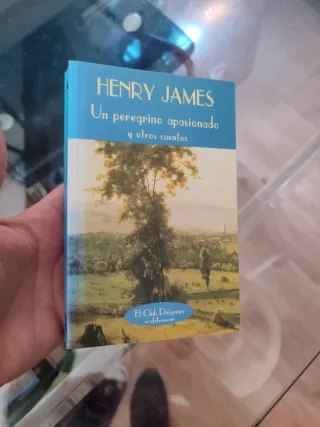 HENRY JAMES
Un peregrino apasionado
y otros cuentos
El Club Diógenes